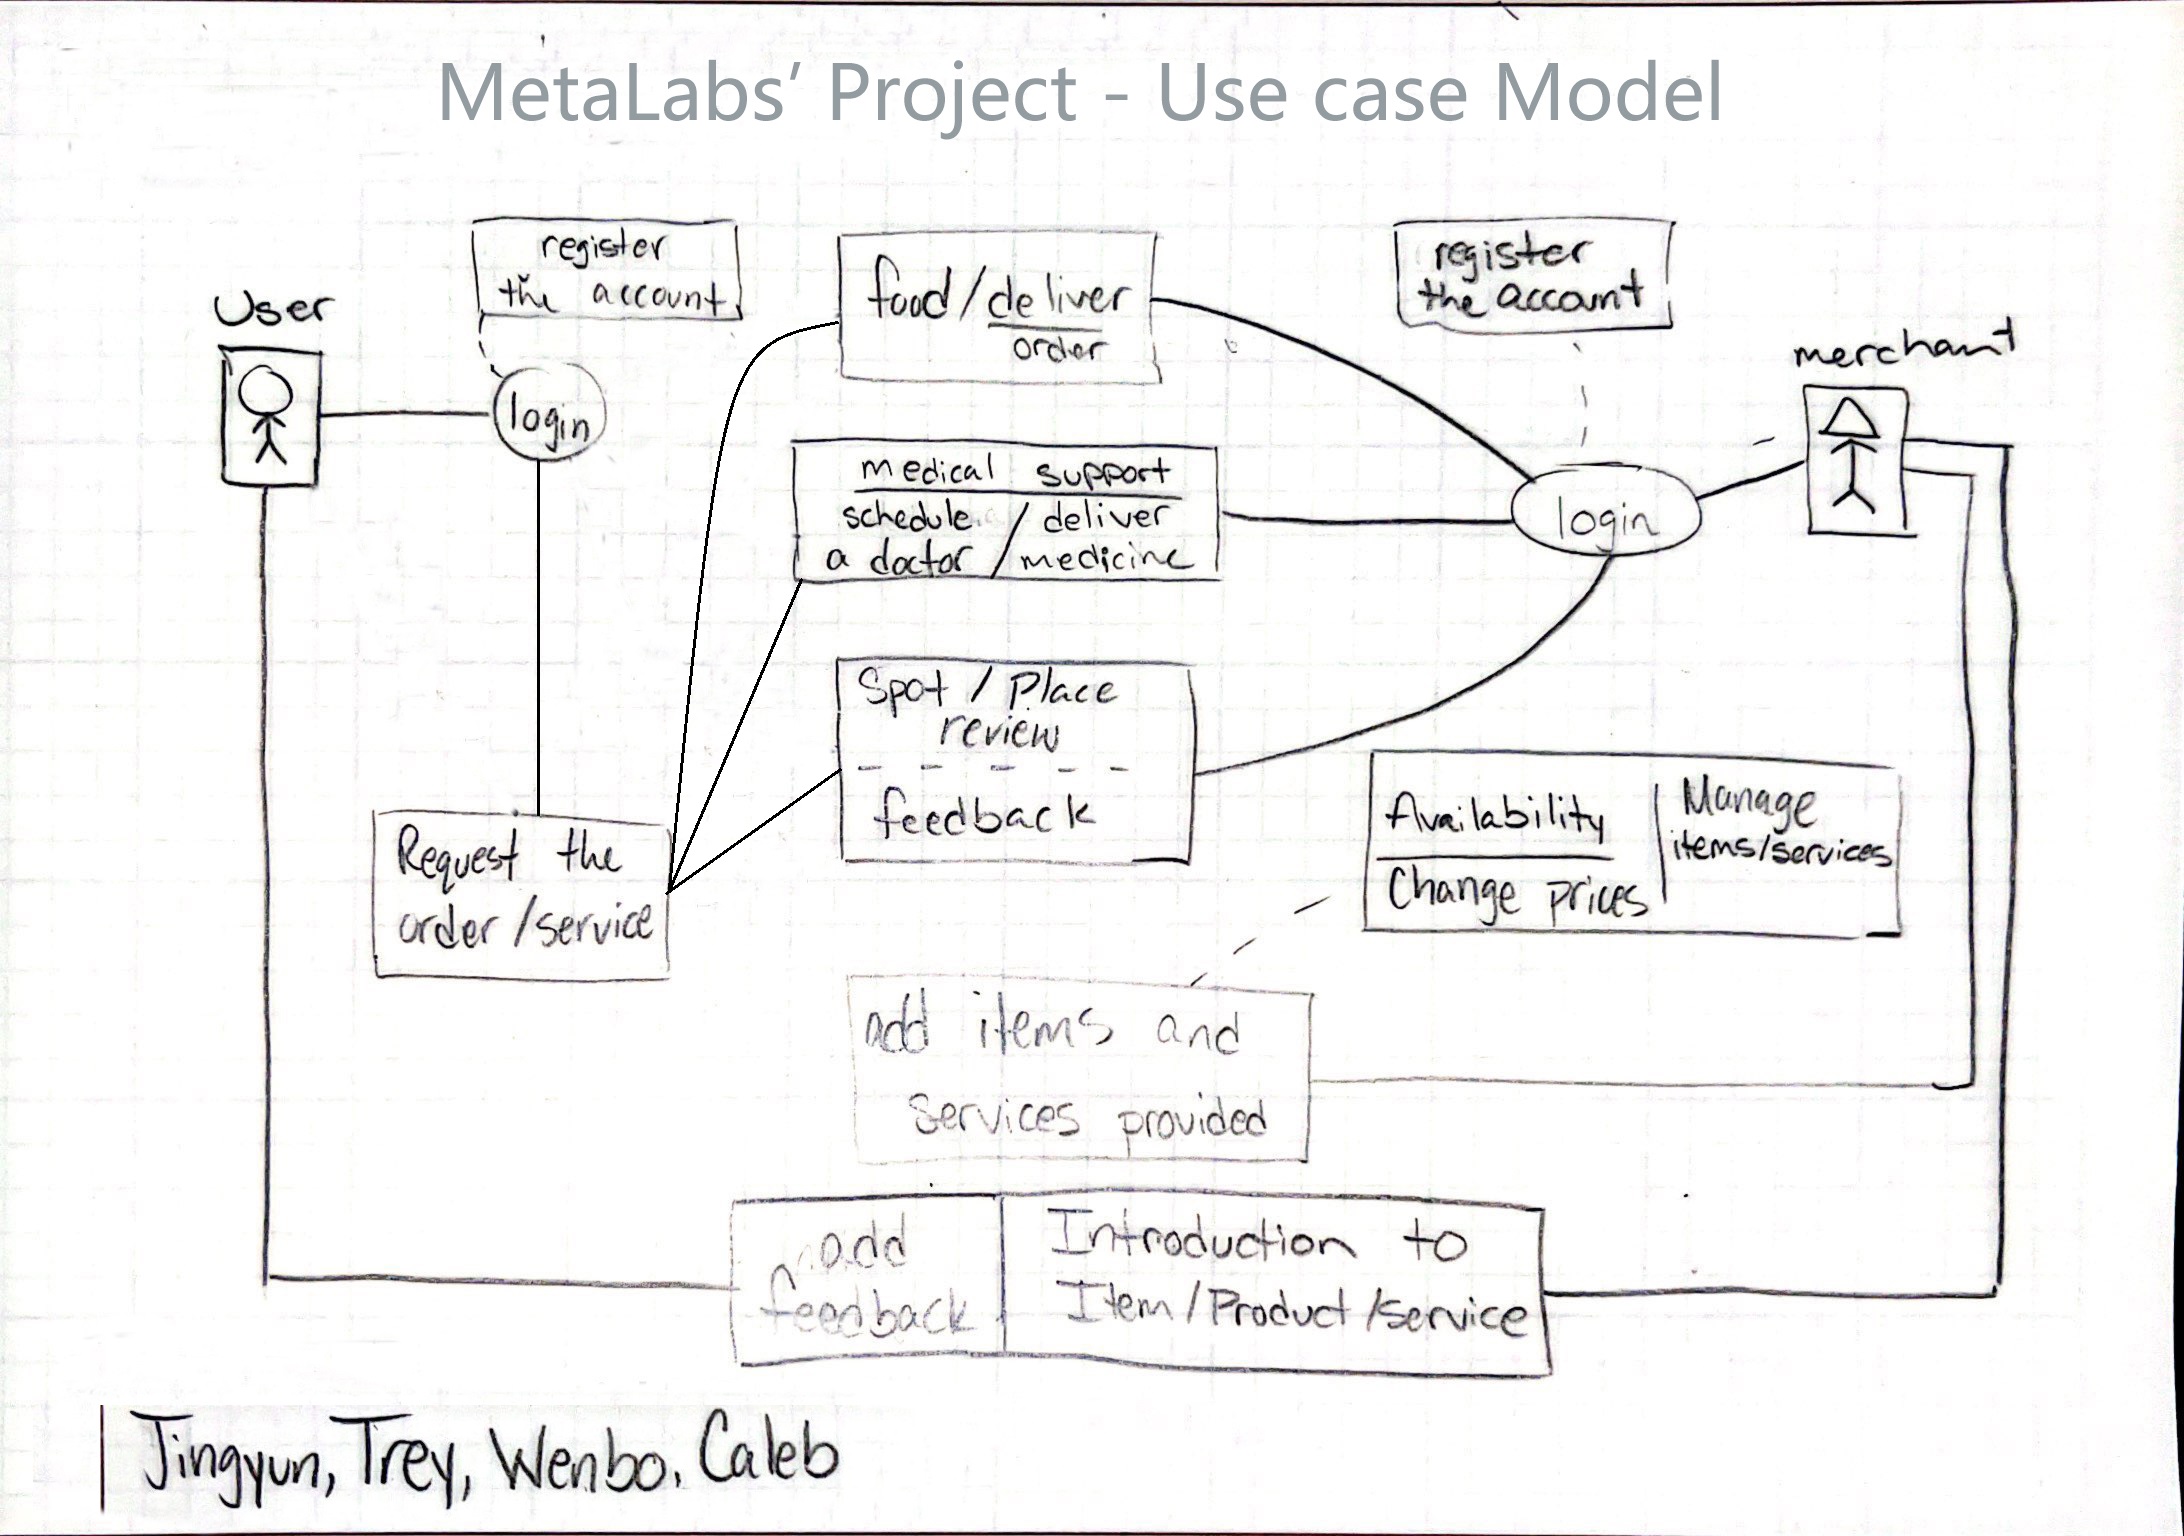 MetaLabs’ Project - Use case Model
register
the account
User
login
food/deliver
order
register
the account
merchant
medical support
schedule / deliver
a doctor / medicine
login
Spot / Place
review
feedback
Request the
order/service
Availability
Change prices
Manage
items/services
add items and
services provided
add
feedback
Introduction to
Item/Product/service
Jingyun, Trey, Wenbo, Caleb